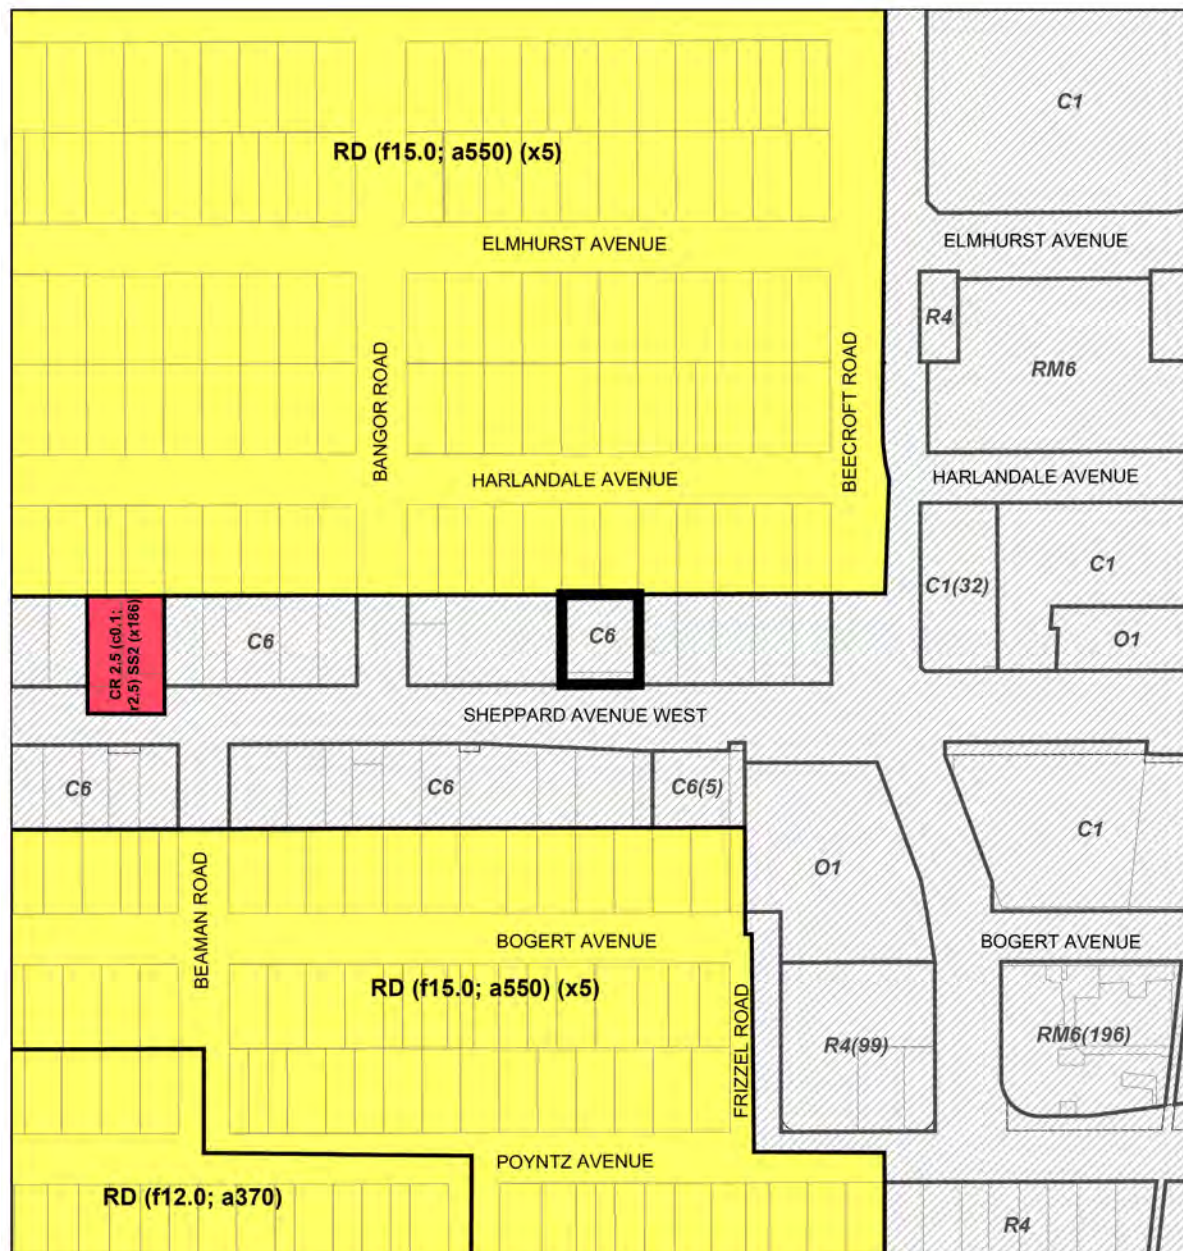 C1
RD (f15.0; a550) (x5)
ELMHURST AVENUE
ELMHURST AVENUE
R4
RM6
BANGOR ROAD
BEECROFT ROAD
HARLANDALE AVENUE
HARLANDALE AVENUE
C1(32)
C1
O1
CR 2.5 (c0.1;
r2.5) SS2 (x186)
C6
C6
SHEPPARD AVENUE WEST
C6
C6
C6(5)
C1
O1
BEAMAN ROAD
BOGERT AVENUE
BOGERT AVENUE
RD (f15.0; a550) (x5)
FRIZZEL ROAD
R4(99)
RM6(196)
POYNTZ AVENUE
RD (f12.0; a370)
R4